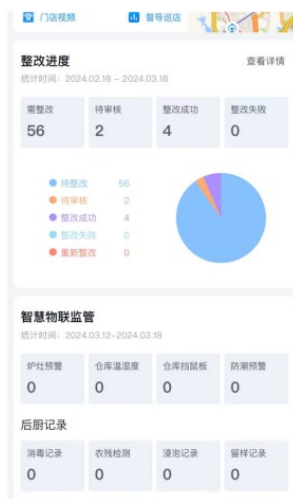 门店视频 督导巡店
整改进度 查看详情
统计时间：2024.02.18 - 2024.03.18
需整改 待审核 整改成功 整改失败
56 2 4 0
待整改 56
待审核 2
整改成功 4
整改失败 0
重新整改 0
智慧物联监管
统计时间：2024.03.12-2024.03.18
炉灶预警 仓库温湿度 仓库挡鼠板 防潮预警
0 0 0 0
后厨记录
消毒记录 农残检测 浸泡记录 留样记录
0 0 0 0